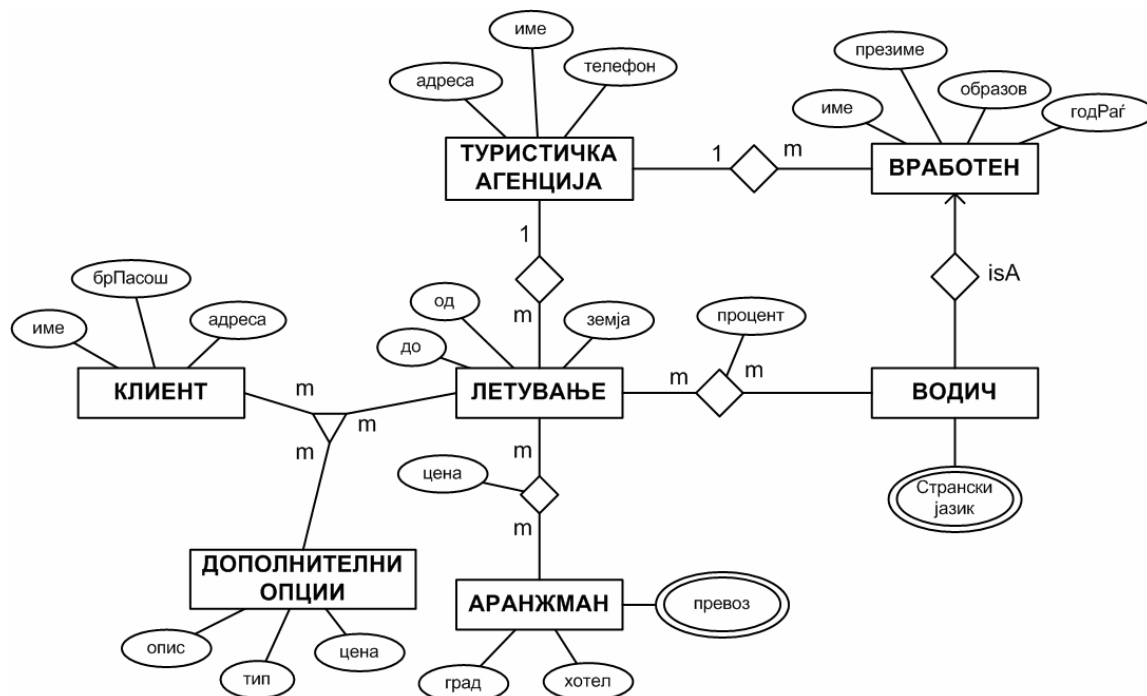 име
презиме
адреса
телефон
образов
име
годРаѓ
ТУРИСТИЧКА
АГЕНЦИЈА
1
m
ВРАБОТЕН
1
isA
брПасош
од
m
земја
процент
име
адреса
до
КЛИЕНТ
m
ЛЕТУВАЊЕ
m
m
ВОДИЧ
m
m
m
цена
Странски
јазик
m
ДОПОЛНИТЕЛНИ
ОПЦИИ
АРАНЖМАН
превоз
опис
тип
цена
град
хотел